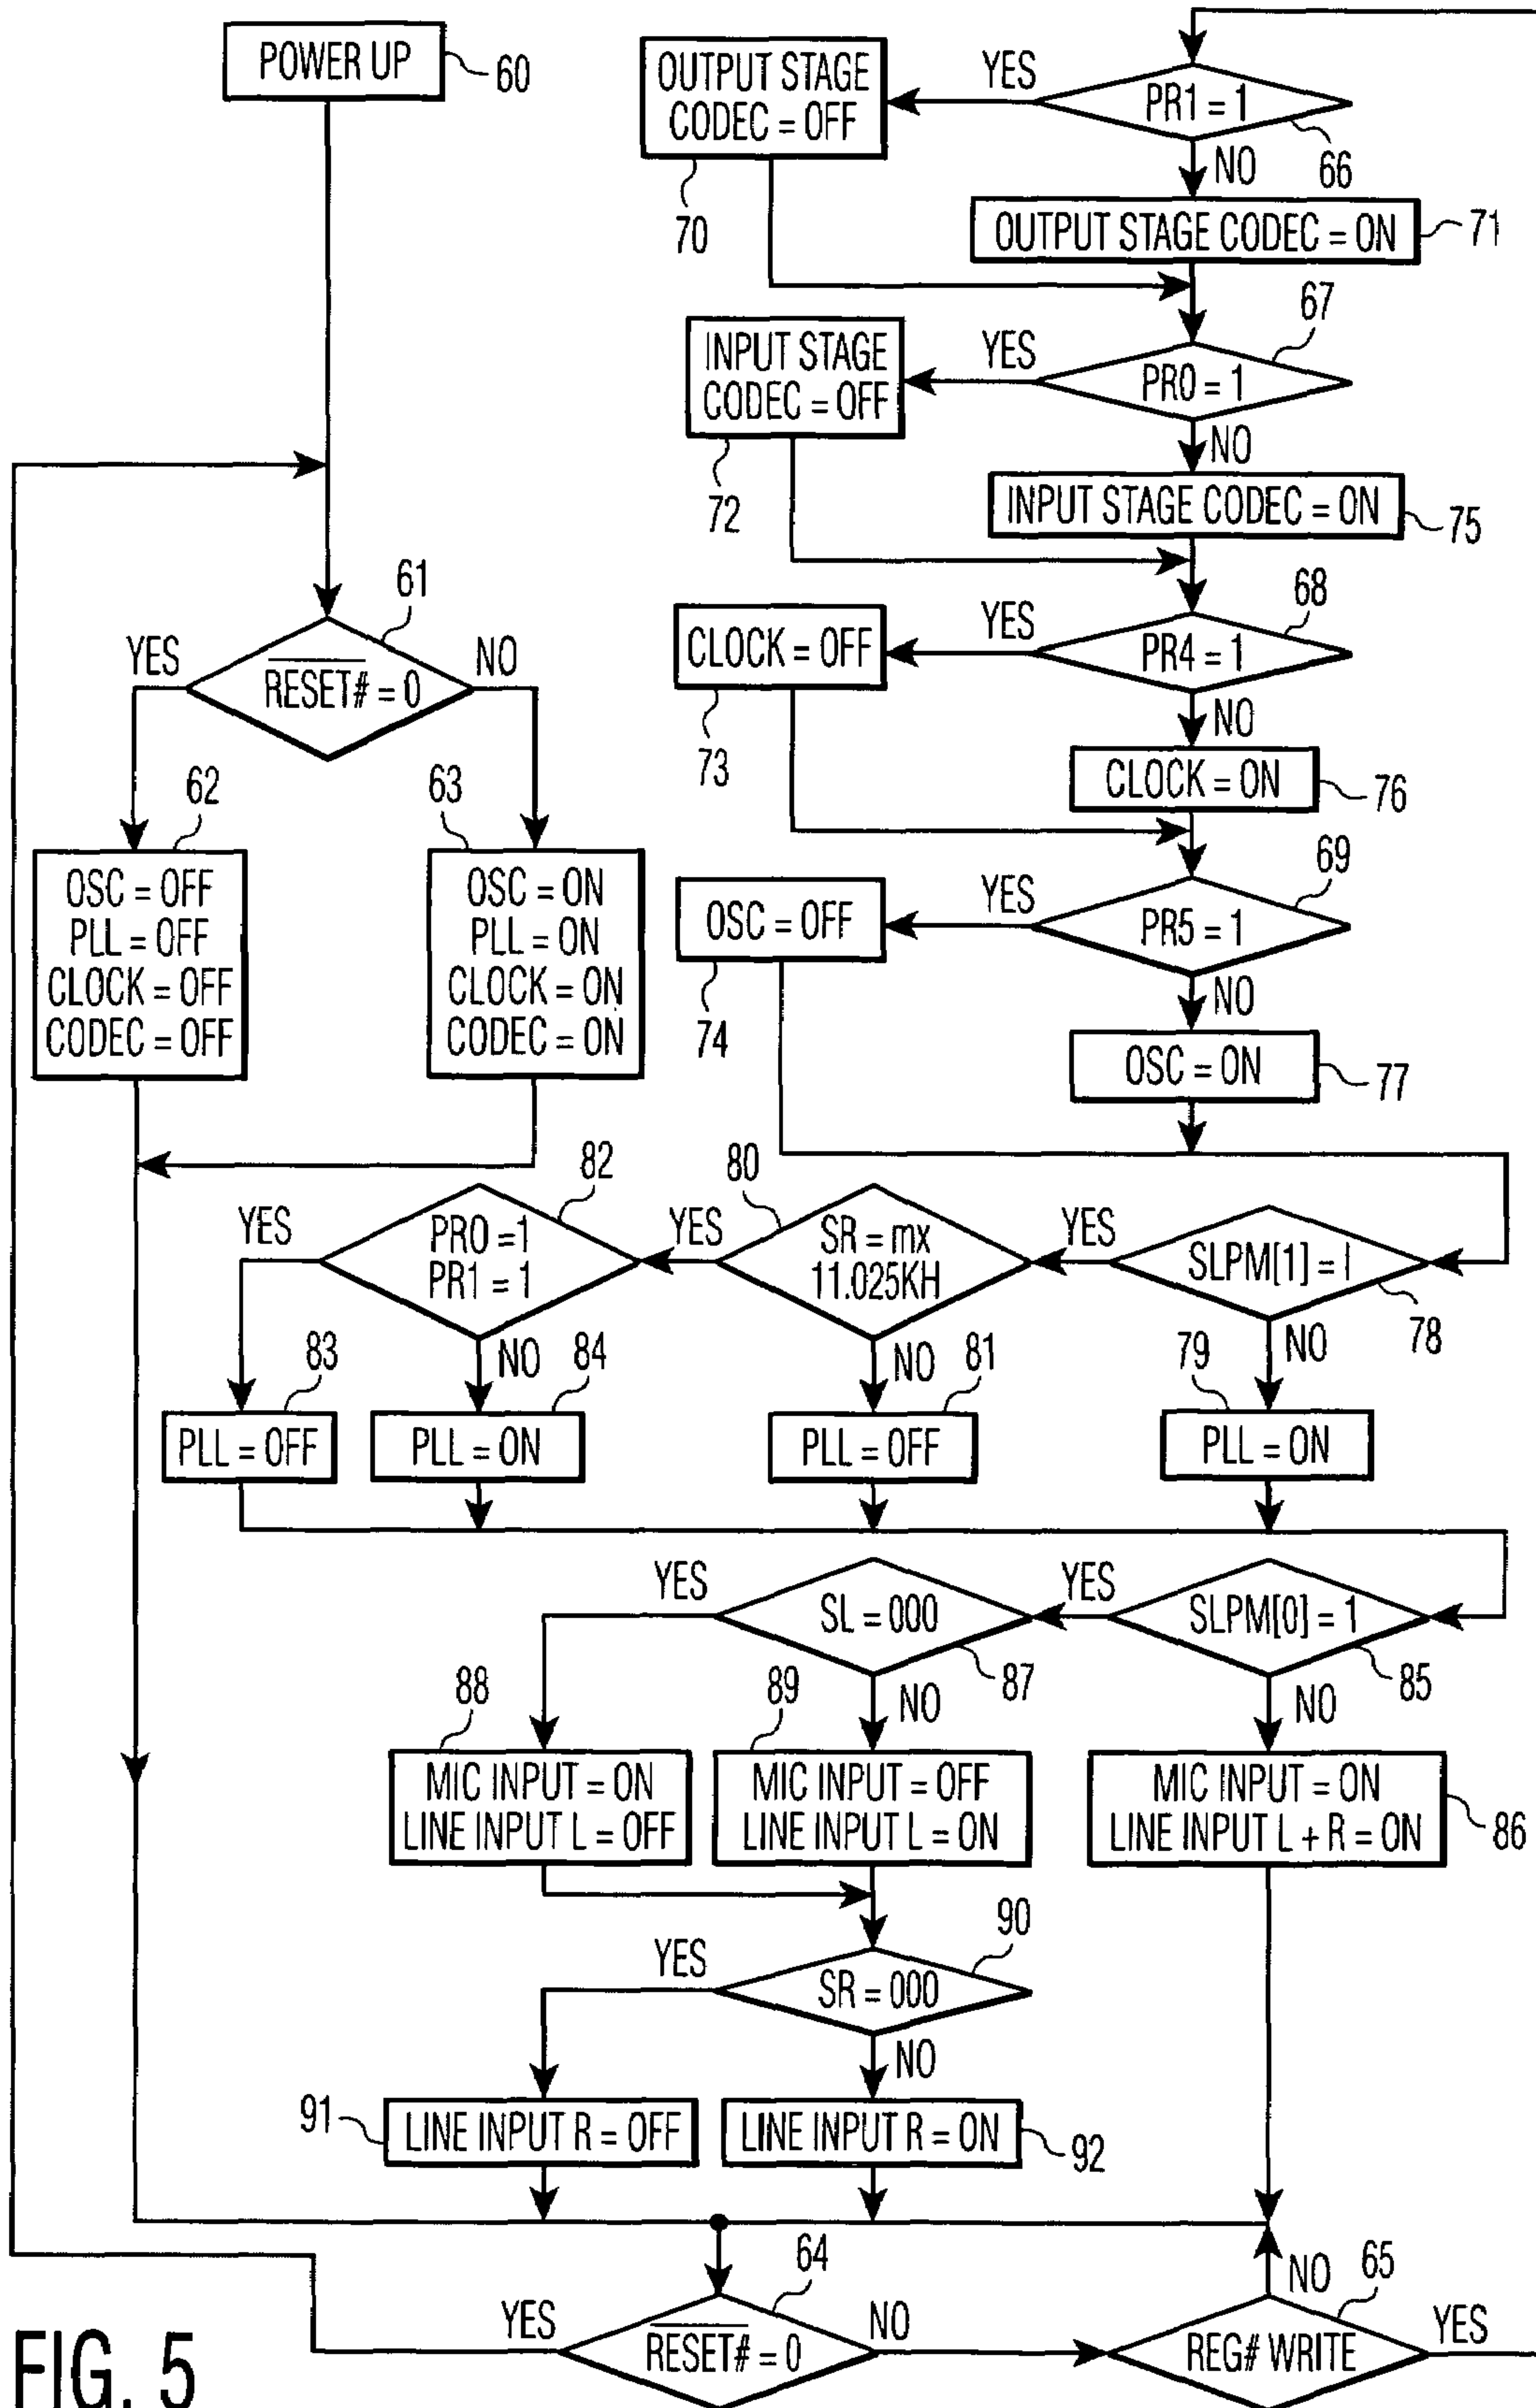 POWER UP
60
61
YES
RESET# = 0
NO
62
OSC = OFF
PLL = OFF
CLOCK = OFF
CODEC = OFF
63
OSC = ON
PLL = ON
CLOCK = ON
CODEC = ON
OUTPUT STAGE
CODEC = OFF
70
YES
PR1 = 1
66
NO
OUTPUT STAGE CODEC = ON
71
67
INPUT STAGE
CODEC = OFF
72
YES
PR0 = 1
NO
INPUT STAGE CODEC = ON
75
68
CLOCK = OFF
73
YES
PR4 = 1
NO
CLOCK = ON
76
69
OSC = OFF
74
YES
PR5 = 1
NO
OSC = ON
77
82
YES
PR0 =1
PR1 = 1
NO
80
YES
SR = mx
11.025KH
NO
YES
SLPM[1] = I
78
NO
83
PLL = OFF
84
PLL = ON
81
PLL = OFF
79
PLL = ON
YES
SL = 000
87
NO
YES
SLPM[0] = 1
85
NO
88
MIC INPUT = ON
LINE INPUT L = OFF
89
MIC INPUT = OFF
LINE INPUT L = ON
MIC INPUT = ON
LINE INPUT L + R = ON
86
90
YES
SR = 000
NO
91
LINE INPUT R = OFF
LINE INPUT R = ON
92
64
YES
RESET# = 0
NO
65
NO
REG# WRITE
YES
FIG. 5